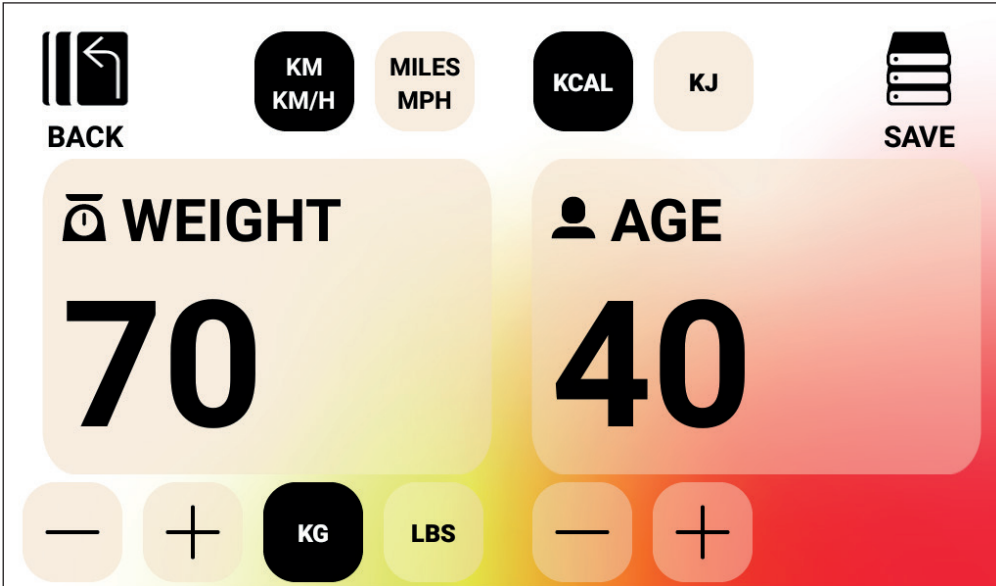 KM
KM/H
MILES
MPH
KCAL
KJ
BACK
SAVE
WEIGHT
AGE
70
40
KG
LBS